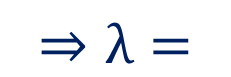 ⇒ λ =